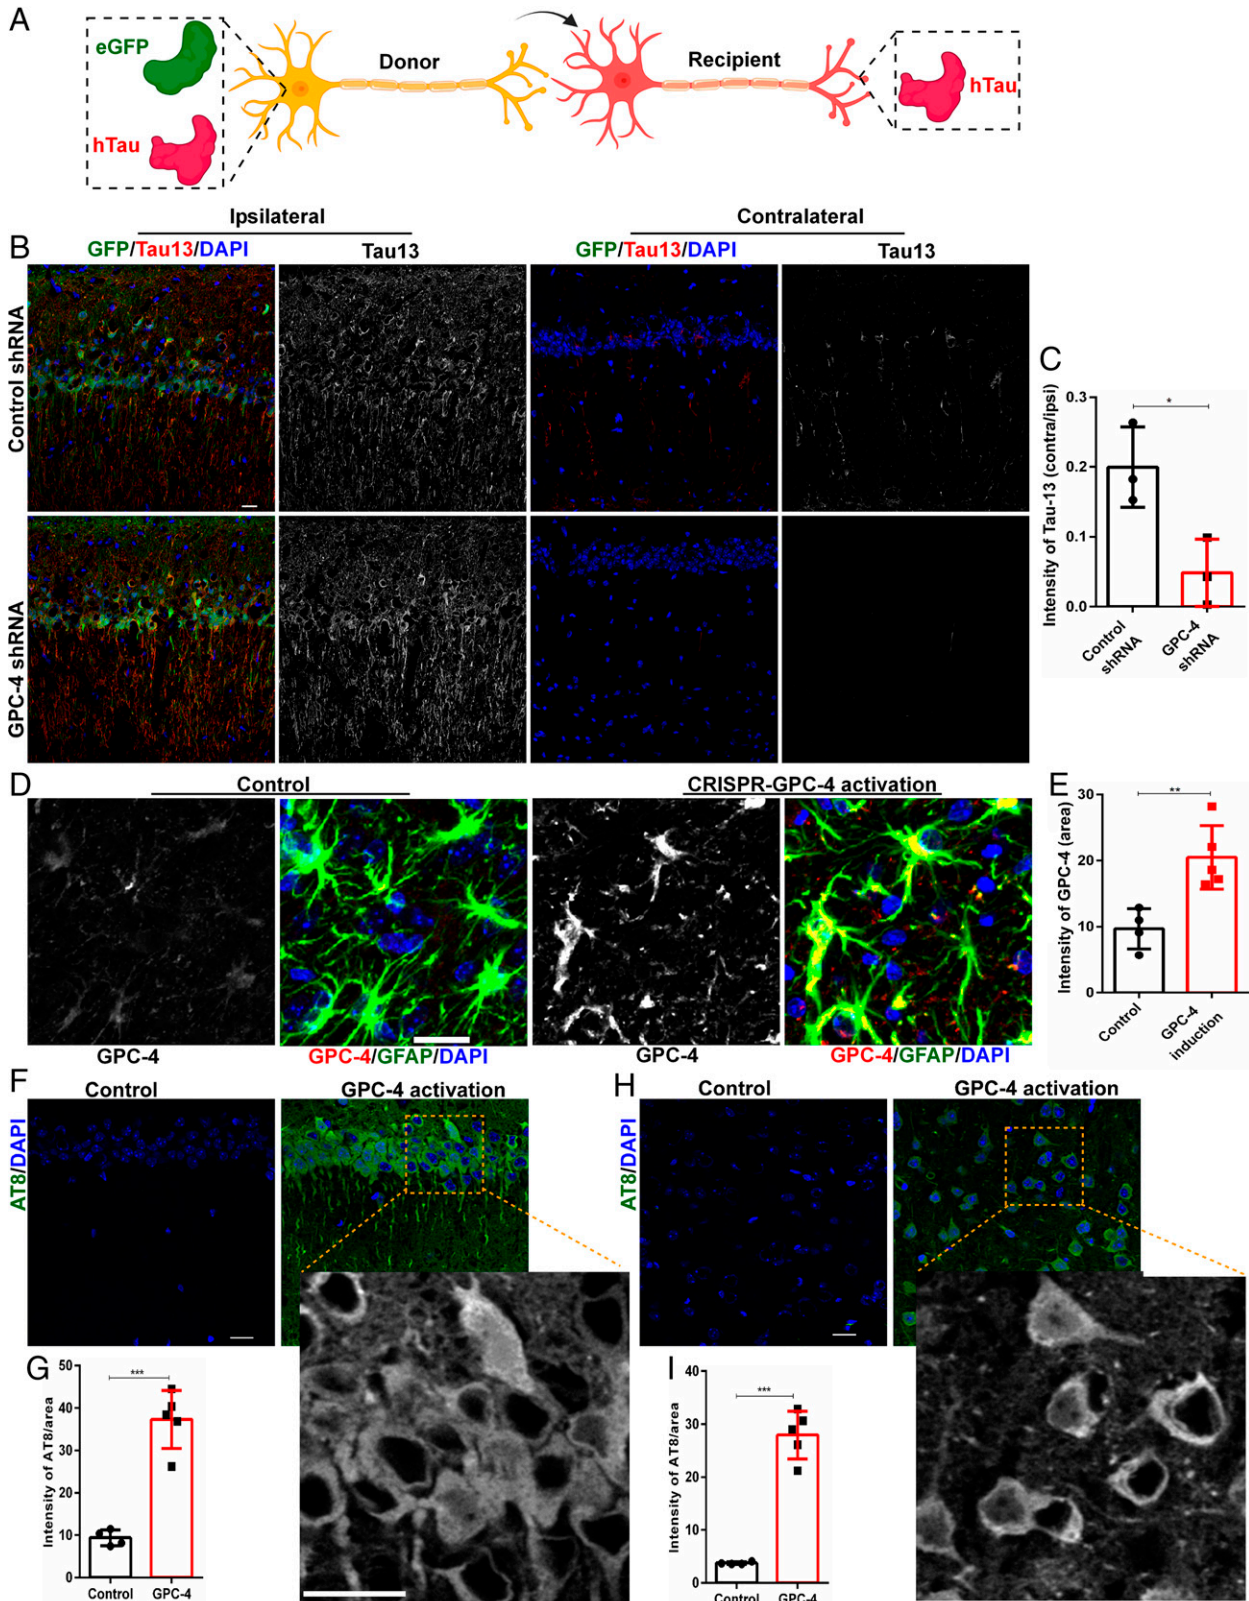 A
eGFP
hTau
Donor
Recipient
hTau
B
Ipsilateral
Contralateral
GFP/Tau13/DAPI
Tau13
GFP/Tau13/DAPI
Tau13
Control shRNA
GPC-4 shRNA
C
Intensity of Tau-13 (contra/ipsi)
0.3
0.2
0.1
0.0
*
Control
shRNA
GPC-4
shRNA
D
Control
CRISPR-GPC-4 activation
GPC-4
GPC-4/GFAP/DAPI
GPC-4
GPC-4/GFAP/DAPI
E
Intensity of GPC-4 (area)
30
20
10
0
**
Control
GPC-4
induction
F
Control
GPC-4 activation
AT8/DAPI
H
Control
GPC-4 activation
AT8/DAPI
G
Intensity of AT8/area
50
40
30
20
10
0
***
Control
GPC-4
I
Intensity of AT8/area
40
30
20
10
0
***
Control
GPC-4